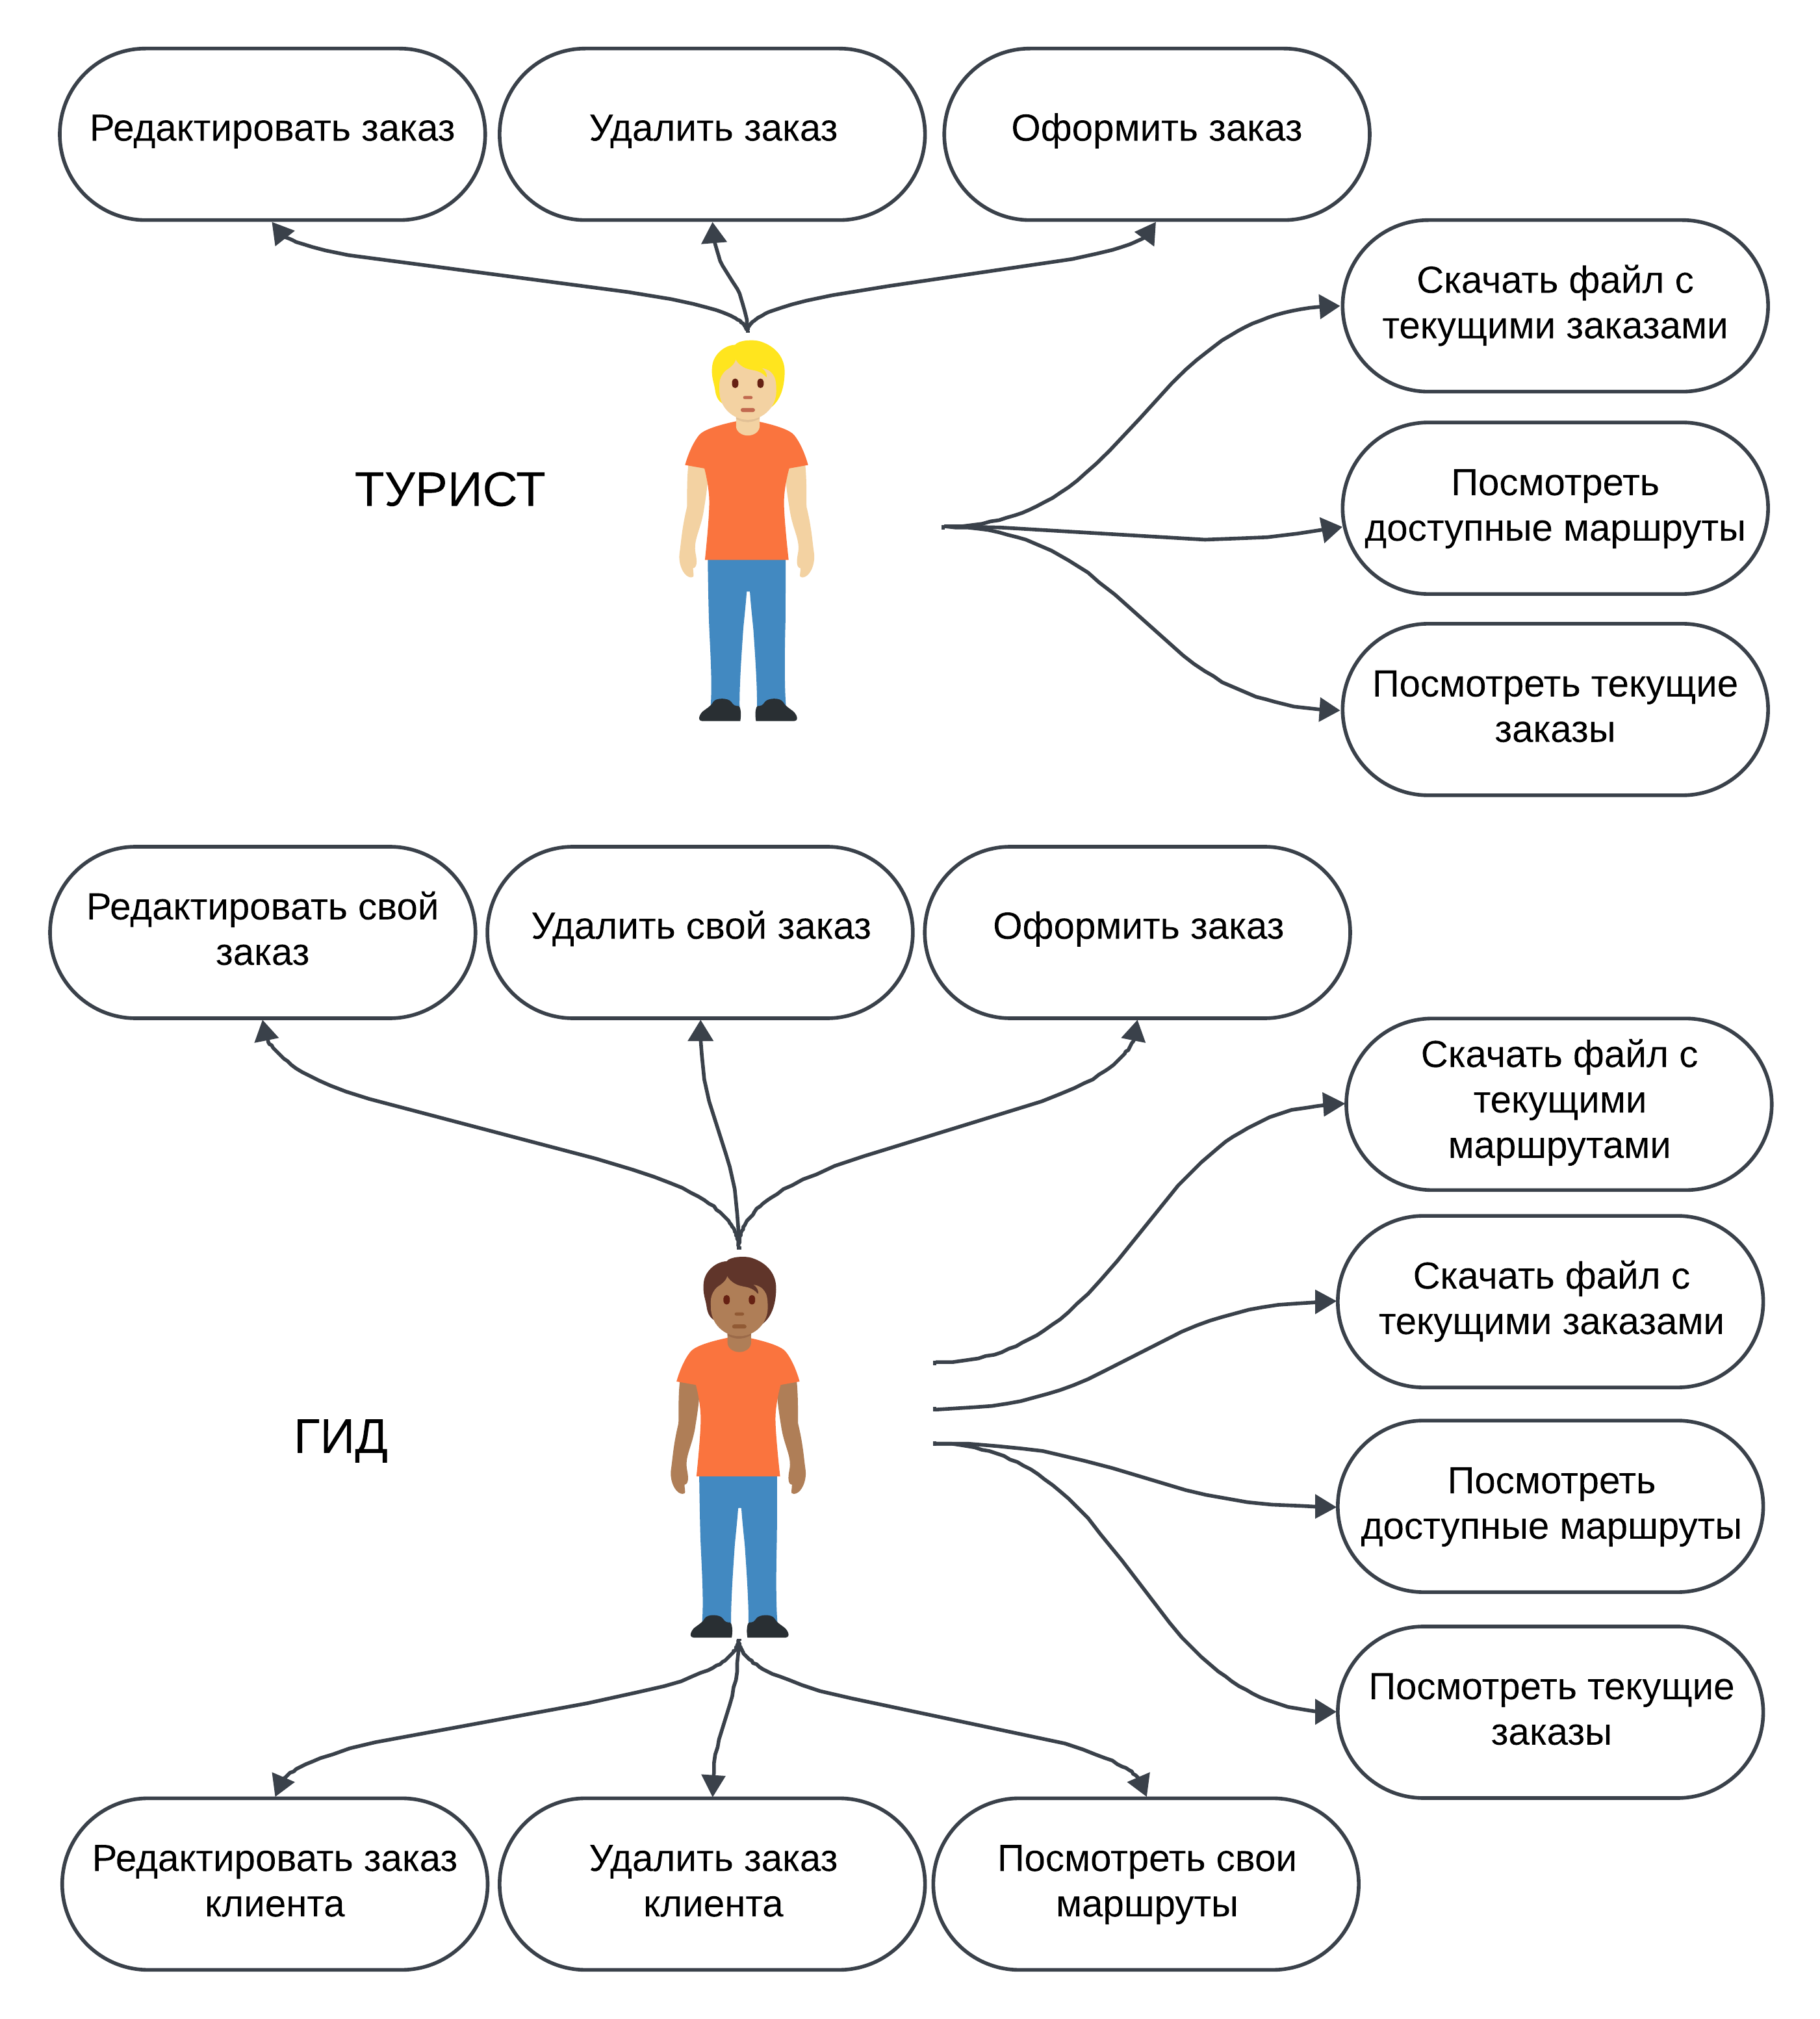 Редактировать заказ
Удалить заказ
Оформить заказ
Скачать файл с
текущими заказами
Посмотреть
доступные маршруты
Посмотреть текущие
заказы
ТУРИСТ
Редактировать свой
заказ
Удалить свой заказ
Оформить заказ
Скачать файл с
текущими
маршрутами
Скачать файл с
текущими заказами
Посмотреть
доступные маршруты
Посмотреть текущие
заказы
ГИД
Редактировать заказ
клиента
Удалить заказ
клиента
Посмотреть свои
маршруты